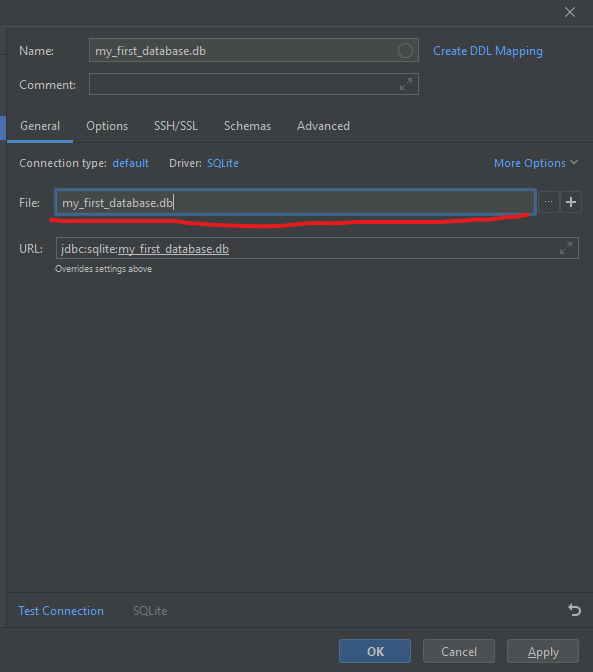 Name: my_first_database.db Create DDL Mapping
Comment:
General Options SSH/SSL Schemas Advanced
Connection type: default Driver: SQLite More Options
File: my_first_database.db ... +
URL: jdbc:sqlite:my_first_database.db
Overrides settings above
Test Connection SQLite
OK Cancel Apply